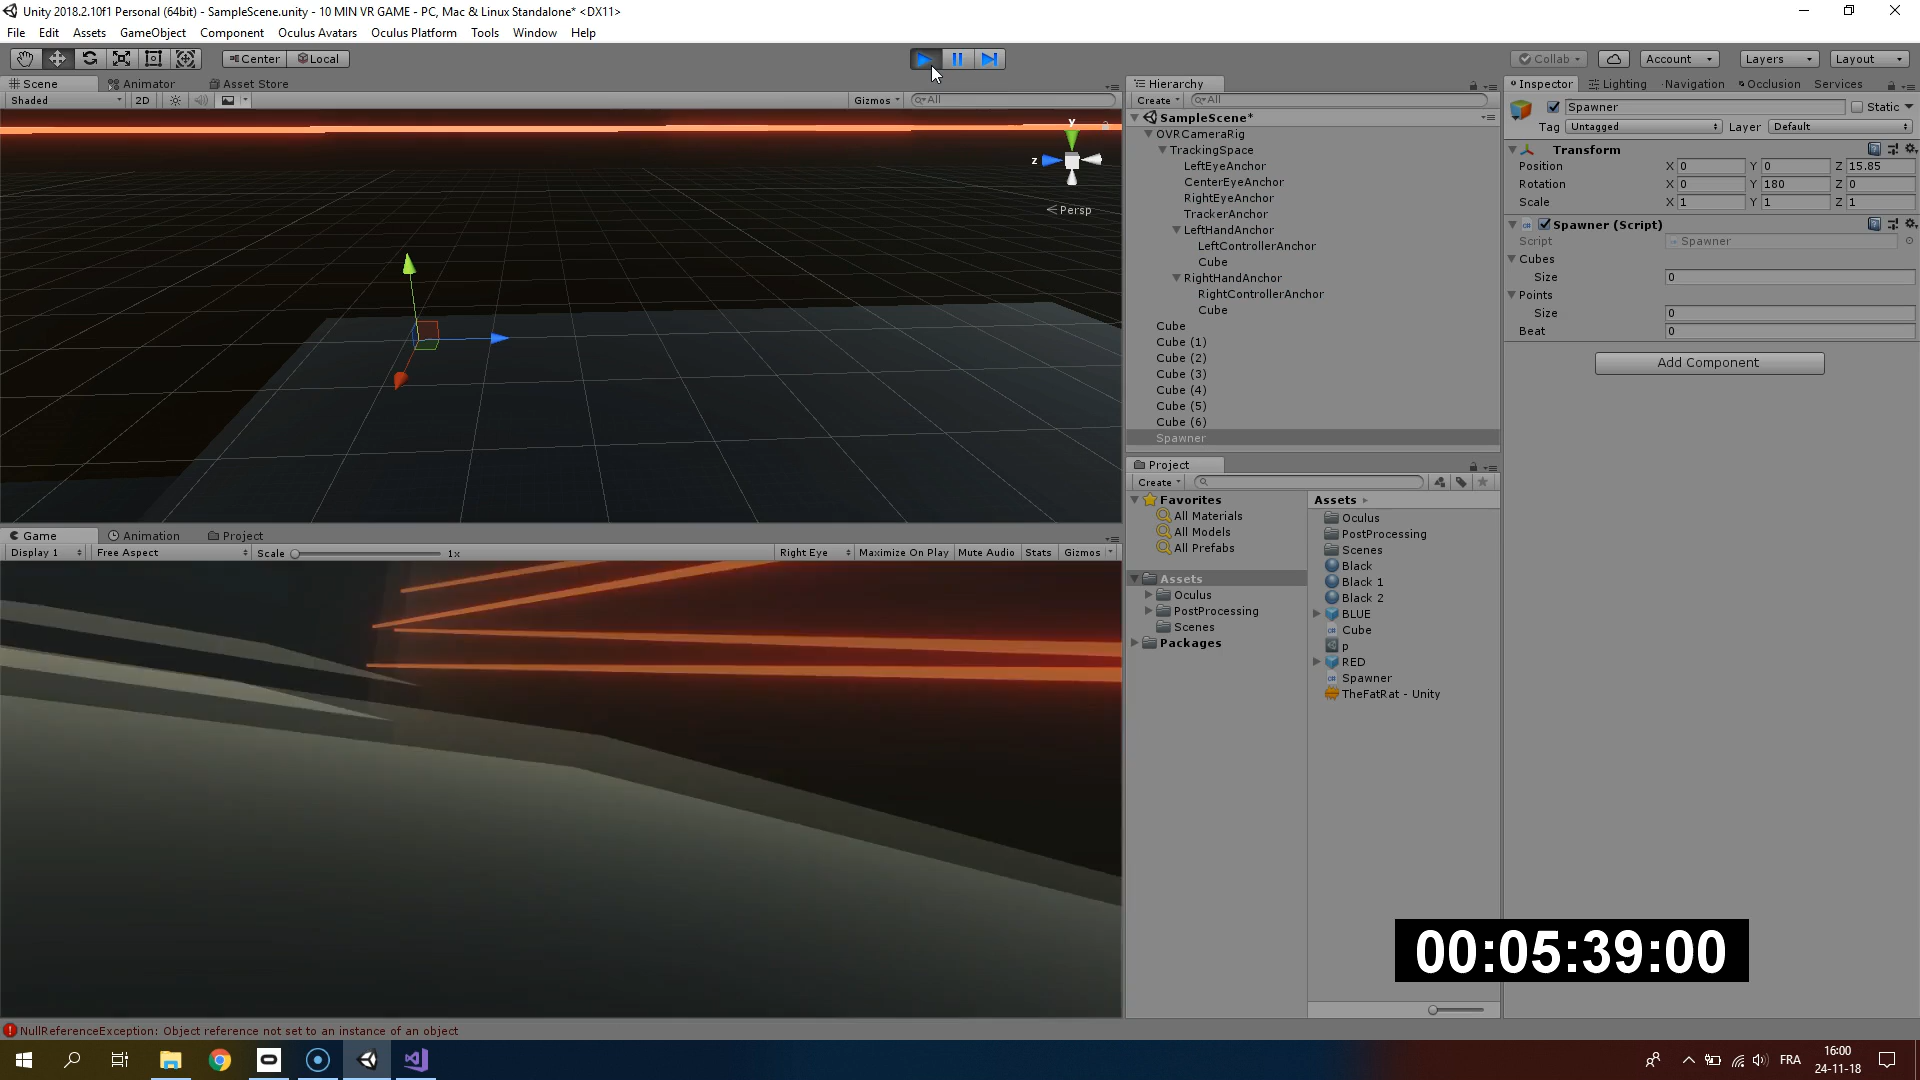 Unity 2018.2.10f1 Personal (64bit) - SampleScene.unity - 10 MIN VR GAME - PC, Mac & Linux Standalone* <DX11>
File Edit Assets GameObject Component Oculus Avatars Oculus Platform Tools Window Help
Center Local
Collab Account Layers Layout
Scene Animator Asset Store
Shaded 2D Gizmos All
y
z
Persp
Game Animation Project
Display 1 Free Aspect Scale 1x Right Eye Maximize On Play Mute Audio Stats Gizmos
Hierarchy
Create All
SampleScene*
OVRCameraRig
TrackingSpace
LeftEyeAnchor
CenterEyeAnchor
RightEyeAnchor
TrackerAnchor
LeftHandAnchor
LeftControllerAnchor
Cube
RightHandAnchor
RightControllerAnchor
Cube
Cube
Cube (1)
Cube (2)
Cube (3)
Cube (4)
Cube (5)
Cube (6)
Spawner
Project
Create
Favorites
All Materials
All Models
All Prefabs
Assets
Oculus
PostProcessing
Scenes
Packages
Assets
Oculus
PostProcessing
Scenes
Black
Black 1
Black 2
BLUE
Cube
p
RED
Spawner
TheFatRat - Unity
Inspector Lighting Navigation Occlusion Services
Spawner Static
Tag Untagged Layer Default
Transform
Position X 0 Y 0 Z 15.85
Rotation X 0 Y 180 Z 0
Scale X 1 Y 1 Z 1
Spawner (Script)
Script Spawner
Cubes
Size 0
Points
Size 0
Beat 0
Add Component
00:05:39:00
NullReferenceException: Object reference not set to an instance of an object
FRA
16:00
24-11-18